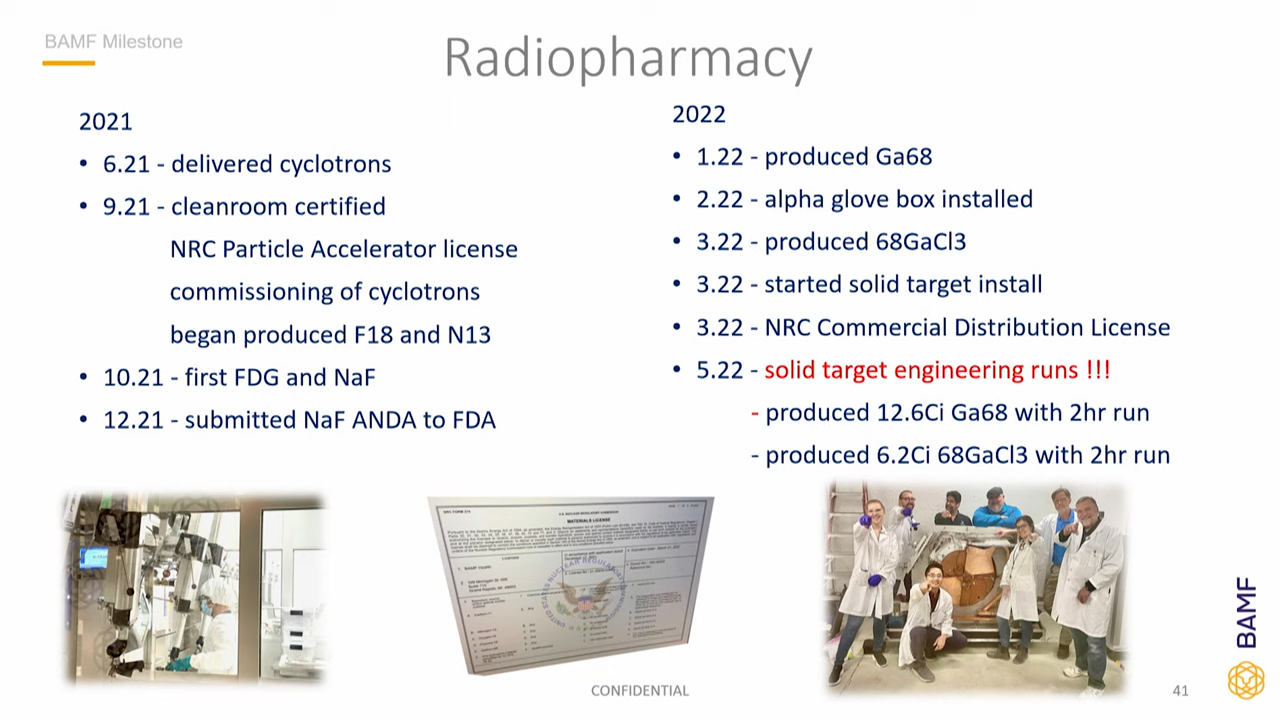 BAMF Milestone
Radiopharmacy
2021
• 6.21 - delivered cyclotrons
• 9.21 - cleanroom certified
NRC Particle Accelerator license
commissioning of cyclotrons
began produced F18 and N13
• 10.21 - first FDG and NaF
• 12.21 - submitted NaF ANDA to FDA
2022
• 1.22 - produced Ga68
• 2.22 - alpha glove box installed
• 3.22 - produced 68GaCl3
• 3.22 - started solid target install
• 3.22 - NRC Commercial Distribution License
• 5.22 - solid target engineering runs !!!
- produced 12.6Ci Ga68 with 2hr run
- produced 6.2Ci 68GaCl3 with 2hr run
MATERIALS LICENSE
BAMF Health
CONFIDENTIAL
41
BAMF